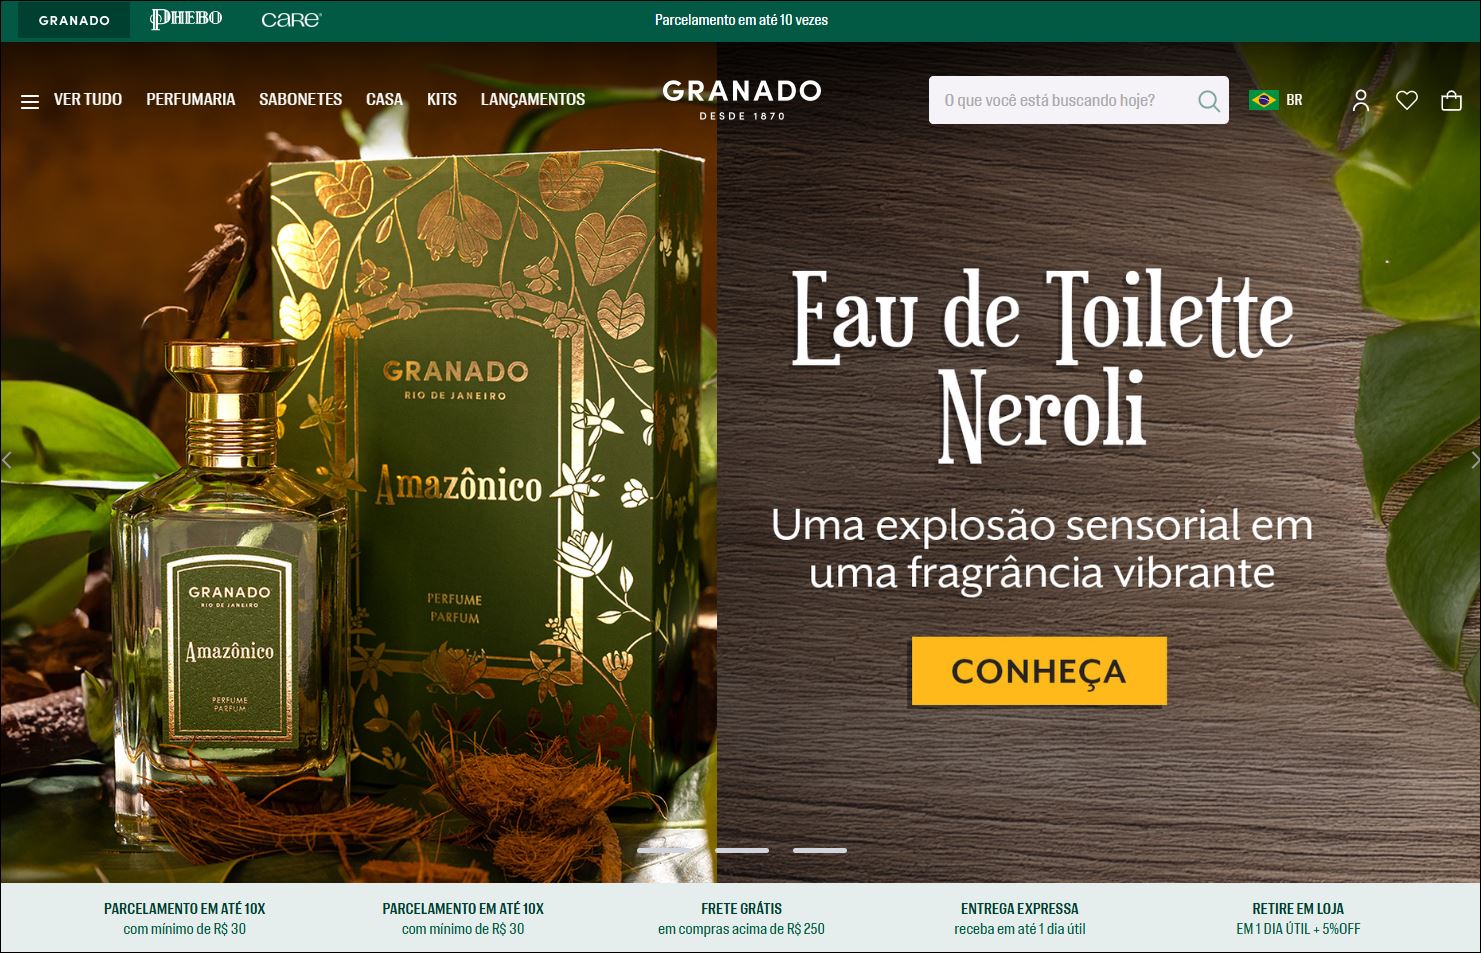 GRANADO
PHEBO
CARE
Parcelamento em até 10 vezes
VER TUDO
PERFUMARIA
SABONETES
CASA
KITS
LANÇAMENTOS
GRANADO
DESDE 1870
O que você está buscando hoje?
BR
GRANADO
RIO DE JANEIRO
Amazônico
PERFUME
PARFUM
GRANADO
RIO DE JANEIRO
Amazônico
PERFUME
PARFUM
Eau de Toilette
Neroli
Uma explosão sensorial em
uma fragrância vibrante
CONHEÇA
PARCELAMENTO EM ATÉ 10X
com mínimo de R$ 30
PARCELAMENTO EM ATÉ 10X
com mínimo de R$ 30
FRETE GRÁTIS
em compras acima de R$ 250
ENTREGA EXPRESSA
receba em até 1 dia útil
RETIRE EM LOJA
EM 1 DIA ÚTIL + 5%OFF